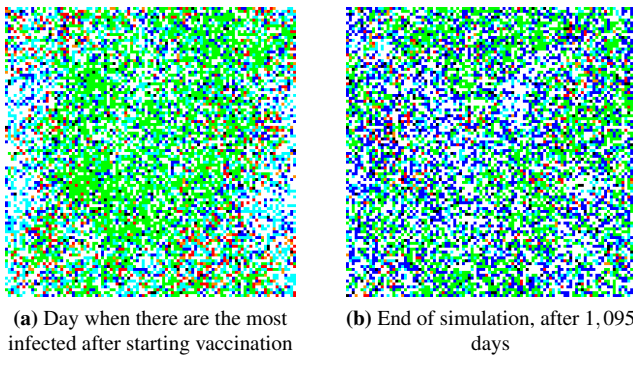 (a) Day when there are the most
infected after starting vaccination
(b) End of simulation, after 1,095
days